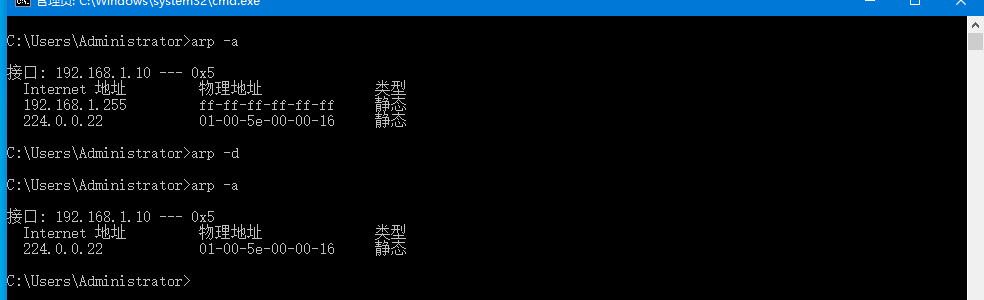 管理员: C:\Windows\system32\cmd.exe
C:\Users\Administrator>arp -a
接口: 192.168.1.10 --- 0x5
  Internet 地址         物理地址              类型
  192.168.1.255         ff-ff-ff-ff-ff-ff     静态
  224.0.0.22            01-00-5e-00-00-16     静态
C:\Users\Administrator>arp -d
C:\Users\Administrator>arp -a
接口: 192.168.1.10 --- 0x5
  Internet 地址         物理地址              类型
  224.0.0.22            01-00-5e-00-00-16     静态
C:\Users\Administrator>